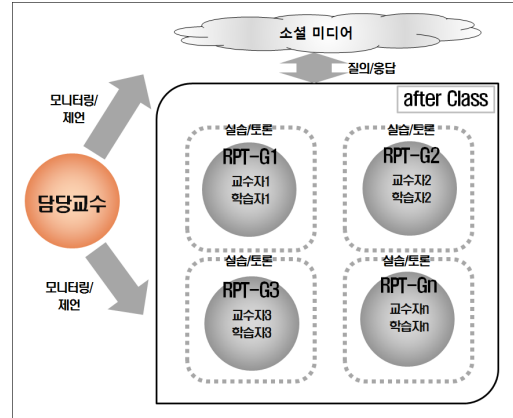 소셜 미디어
질의/응답
after Class
모니터링/
제언
담당교수
모니터링/
제언
실습/토론
RPT-G1
교수자1
학습자1
실습/토론
RPT-G2
교수자2
학습자2
실습/토론
RPT-G3
교수자3
학습자3
실습/토론
RPT-Gn
교수자n
학습자n